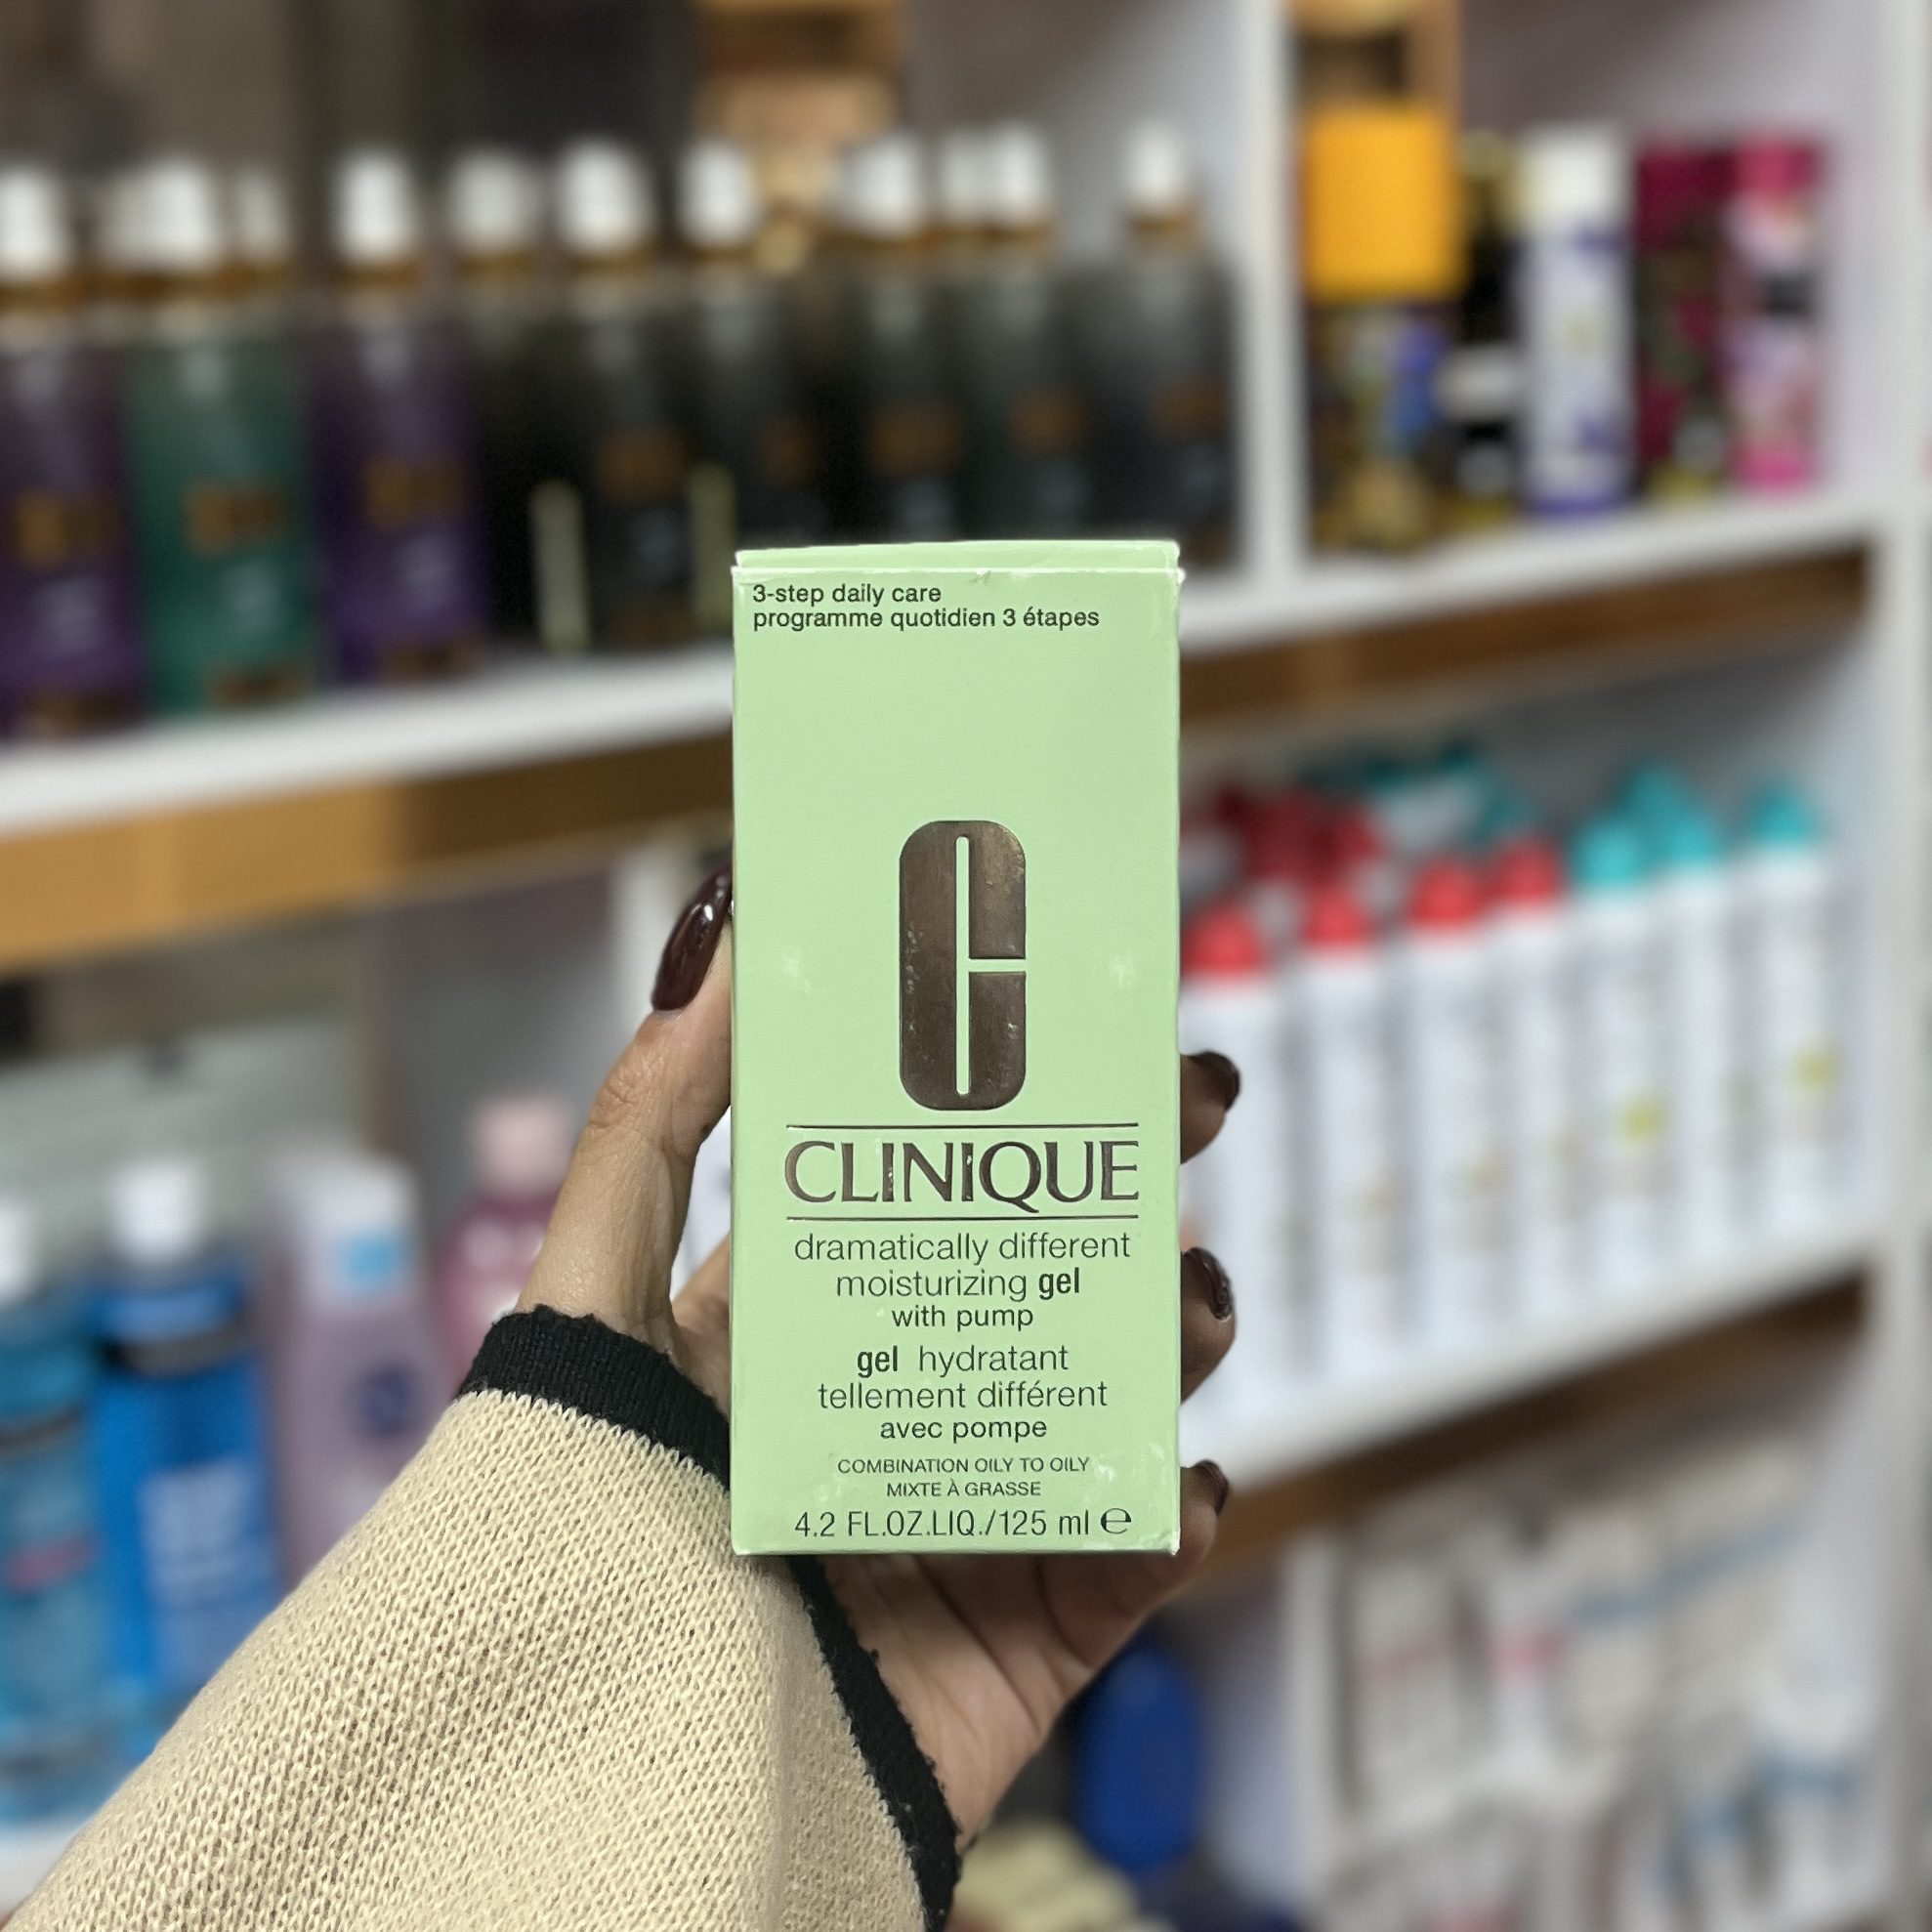 3-step daily care
programme quotidien 3 étapes
C
CLINIQUE
dramatically different
moisturizing gel
with pump
gel hydratant
tellement différent
avec pompe
COMBINATION OILY TO OILY
MIXTE À GRASSE
4.2 FL.OZ.LIQ./125 ml ℮